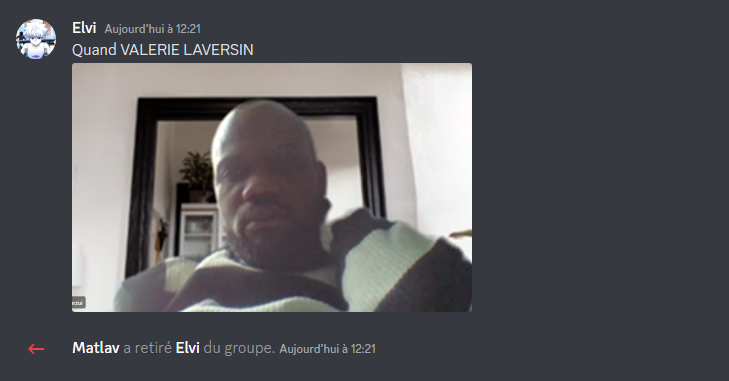 Elvi Aujourd'hui à 12:21
Quand VALERIE LAVERSIN
Matlav a retiré Elvi du groupe. Aujourd'hui à 12:21